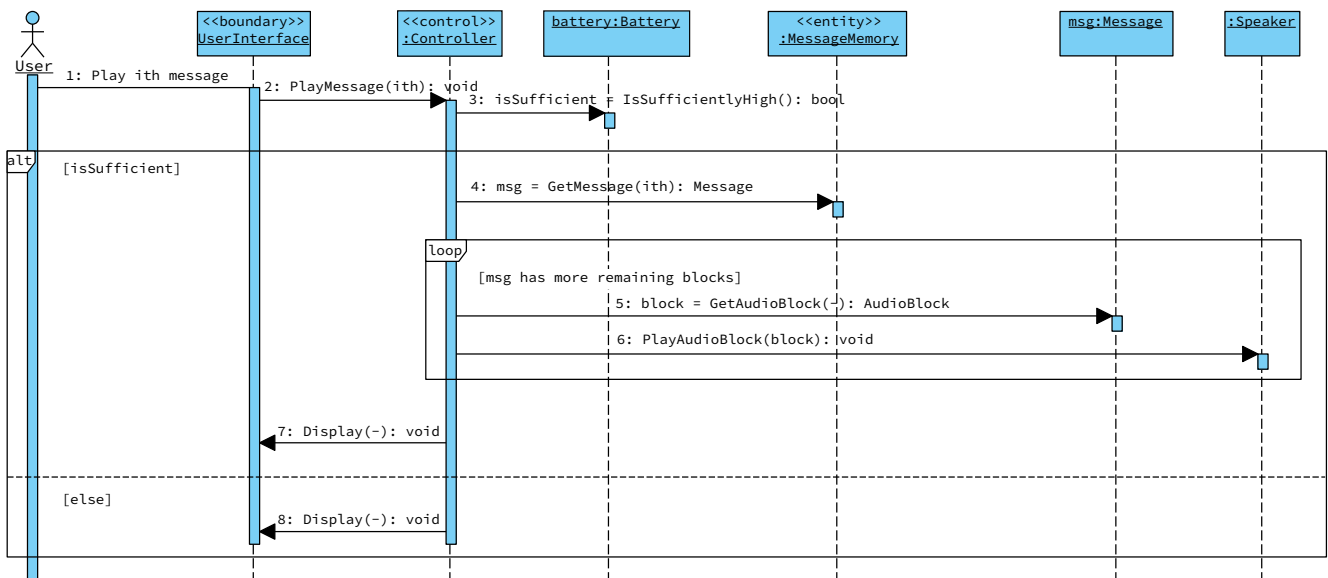 <<boundary>>
UserInterface
<<control>>
:Controller
battery:Battery
<<entity>>
:MessageMemory
msg:Message
:Speaker
User
1: Play ith message
2: PlayMessage(ith): void
3: isSufficient = IsSufficientlyHigh(): bool
alt
[isSufficient]
4: msg = GetMessage(ith): Message
loop
[msg has more remaining blocks]
5: block = GetAudioBlock(-): AudioBlock
6: PlayAudioBlock(block): void
7: Display(-): void
[else]
8: Display(-): void